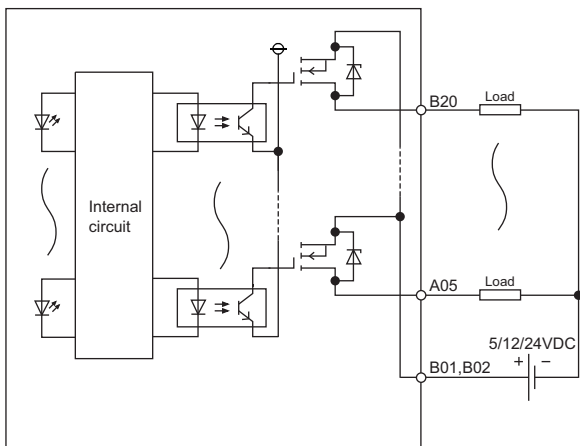 B20
Load
Internal
circuit
A05
Load
5/12/24VDC
+ −
B01,B02